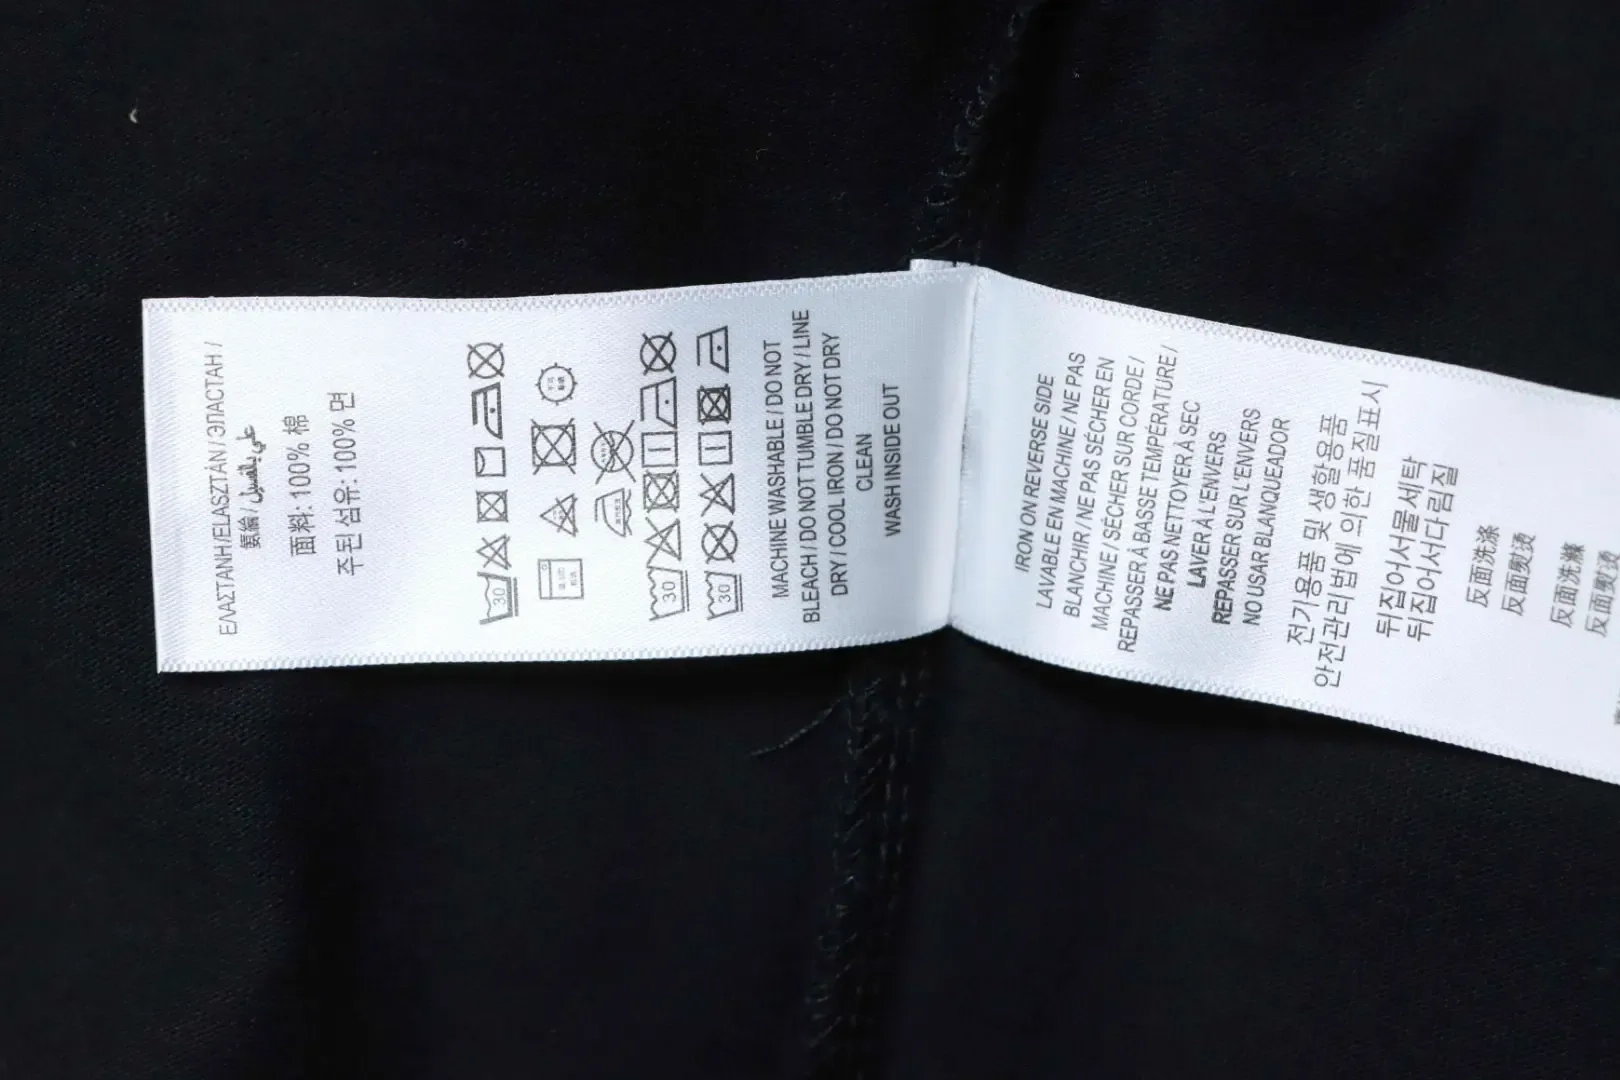 ΕΛΑΣΤΑΝΗ/ELASZTÁN/ЭПАСТАН/
面料: 100% 棉
주된 섬유: 100% 면
30
30
30
MACHINE WASHABLE / DO NOT
BLEACH / DO NOT TUMBLE DRY / LINE
DRY / COOL IRON / DO NOT DRY
CLEAN
WASH INSIDE OUT
IRON ON REVERSE SIDE
LAVABLE EN MACHINE / NE PAS
BLANCHIR / NE PAS SÉCHER EN
MACHINE / SÉCHER SUR CORDE /
REPASSER À BASSE TEMPÉRATURE /
NE PAS NETTOYER À SEC
LAVER À L'ENVERS
REPASSER SUR L'ENVERS
NO USAR BLANQUEADOR
전기용품 및 생활용품
안전관리법에 의한 품질표시
뒤집어서물세탁
뒤집어서다림질
反面洗涤
反面熨烫
反面洗滌
反面熨燙